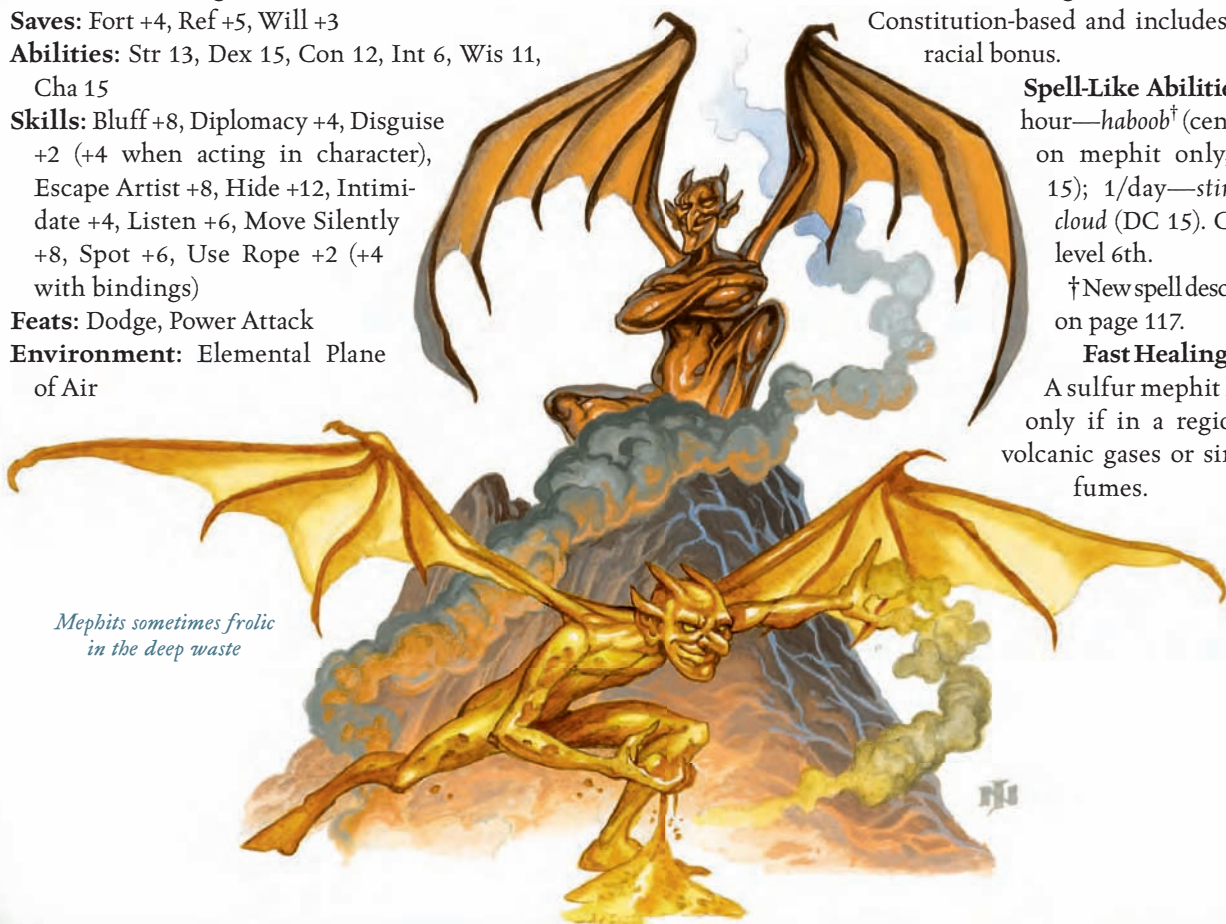 Saves: Fort +4, Ref +5, Will +3
Abilities: Str 13, Dex 15, Con 12, Int 6, Wis 11,
Cha 15
Skills: Bluff +8, Diplomacy +4, Disguise
+2 (+4 when acting in character),
Escape Artist +8, Hide +12, Intimi-
date +4, Listen +6, Move Silently
+8, Spot +6, Use Rope +2 (+4
with bindings)
Feats: Dodge, Power Attack
Environment: Elemental Plane
of Air
Constitution-based and includes
racial bonus.
Spell-Like Abilitie
hour—haboob† (cen
on mephit only,
15); 1/day—stin
cloud (DC 15). C
level 6th.
† New spell desc
on page 117.
Fast Healing
A sulfur mephit
only if in a regio
volcanic gases or sin
fumes.
Mephits sometimes frolic
in the deep waste